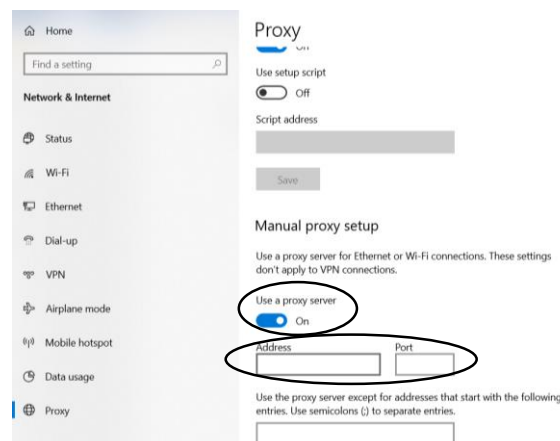 Home
Find a setting
Network & Internet
Status
Wi-Fi
Ethernet
Dial-up
VPN
Airplane mode
Mobile hotspot
Data usage
Proxy
Proxy
Use setup script
Off
Script address
Save
Manual proxy setup
Use a proxy server for Ethernet or Wi-Fi connections. These settings
don't apply to VPN connections.
Use a proxy server
On
Address Port
Use the proxy server except for addresses that start with the following
entries. Use semicolons (;) to separate entries.